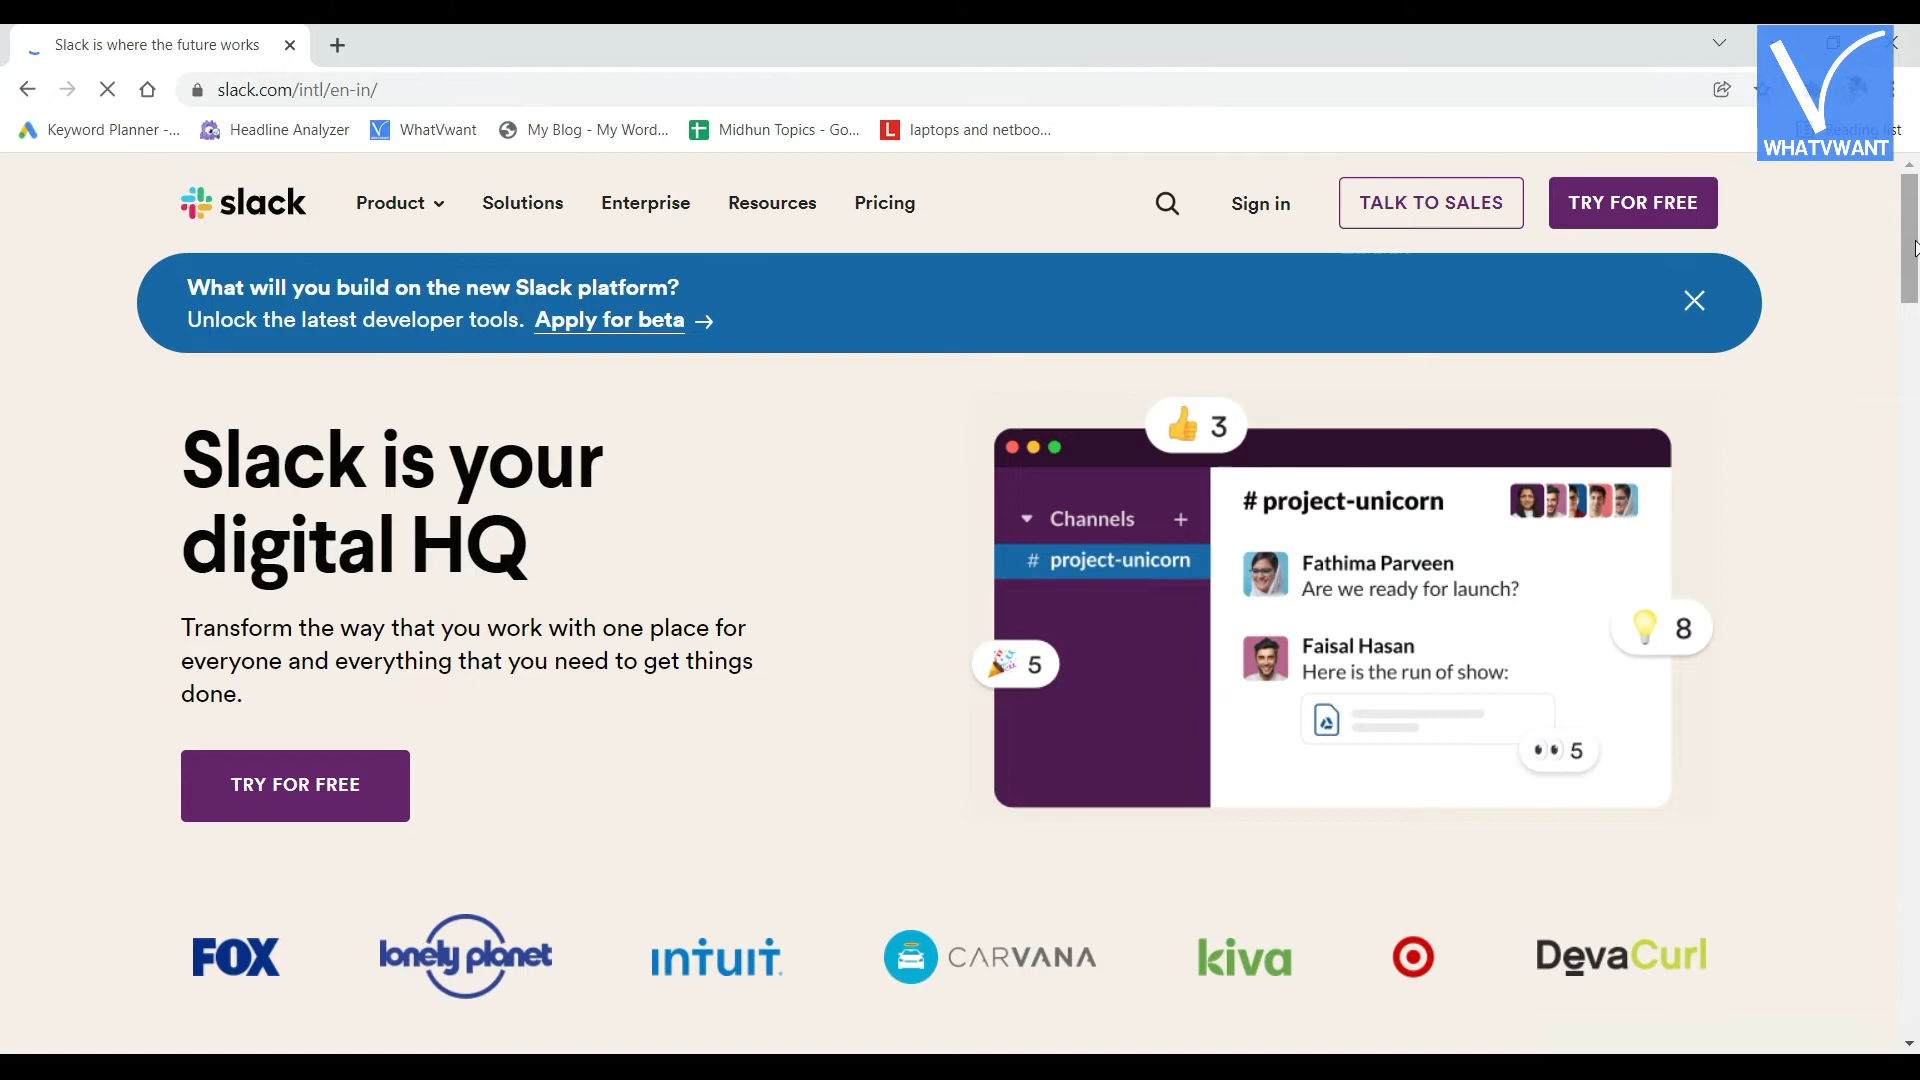 Slack is where the future works
slack.com/intl/en-in/
Keyword Planner -...
Headline Analyzer
WhatVwant
My Blog - My Word...
Midhun Topics - Go...
L
laptops and netboo...
Reading list
WHATVWANT
slack
Product
Solutions
Enterprise
Resources
Pricing
Sign in
TALK TO SALES
TRY FOR FREE
What will you build on the new Slack platform?
Unlock the latest developer tools. Apply for beta →
Slack is your
digital HQ
Transform the way that you work with one place for
everyone and everything that you need to get things
done.
TRY FOR FREE
3
Channels +
# project-unicorn
# project-unicorn
Fathima Parveen
Are we ready for launch?
Faisal Hasan
Here is the run of show:
8
5
5
FOX
lonely planet
intuit.
CARVANA
kiva
DevaCurl